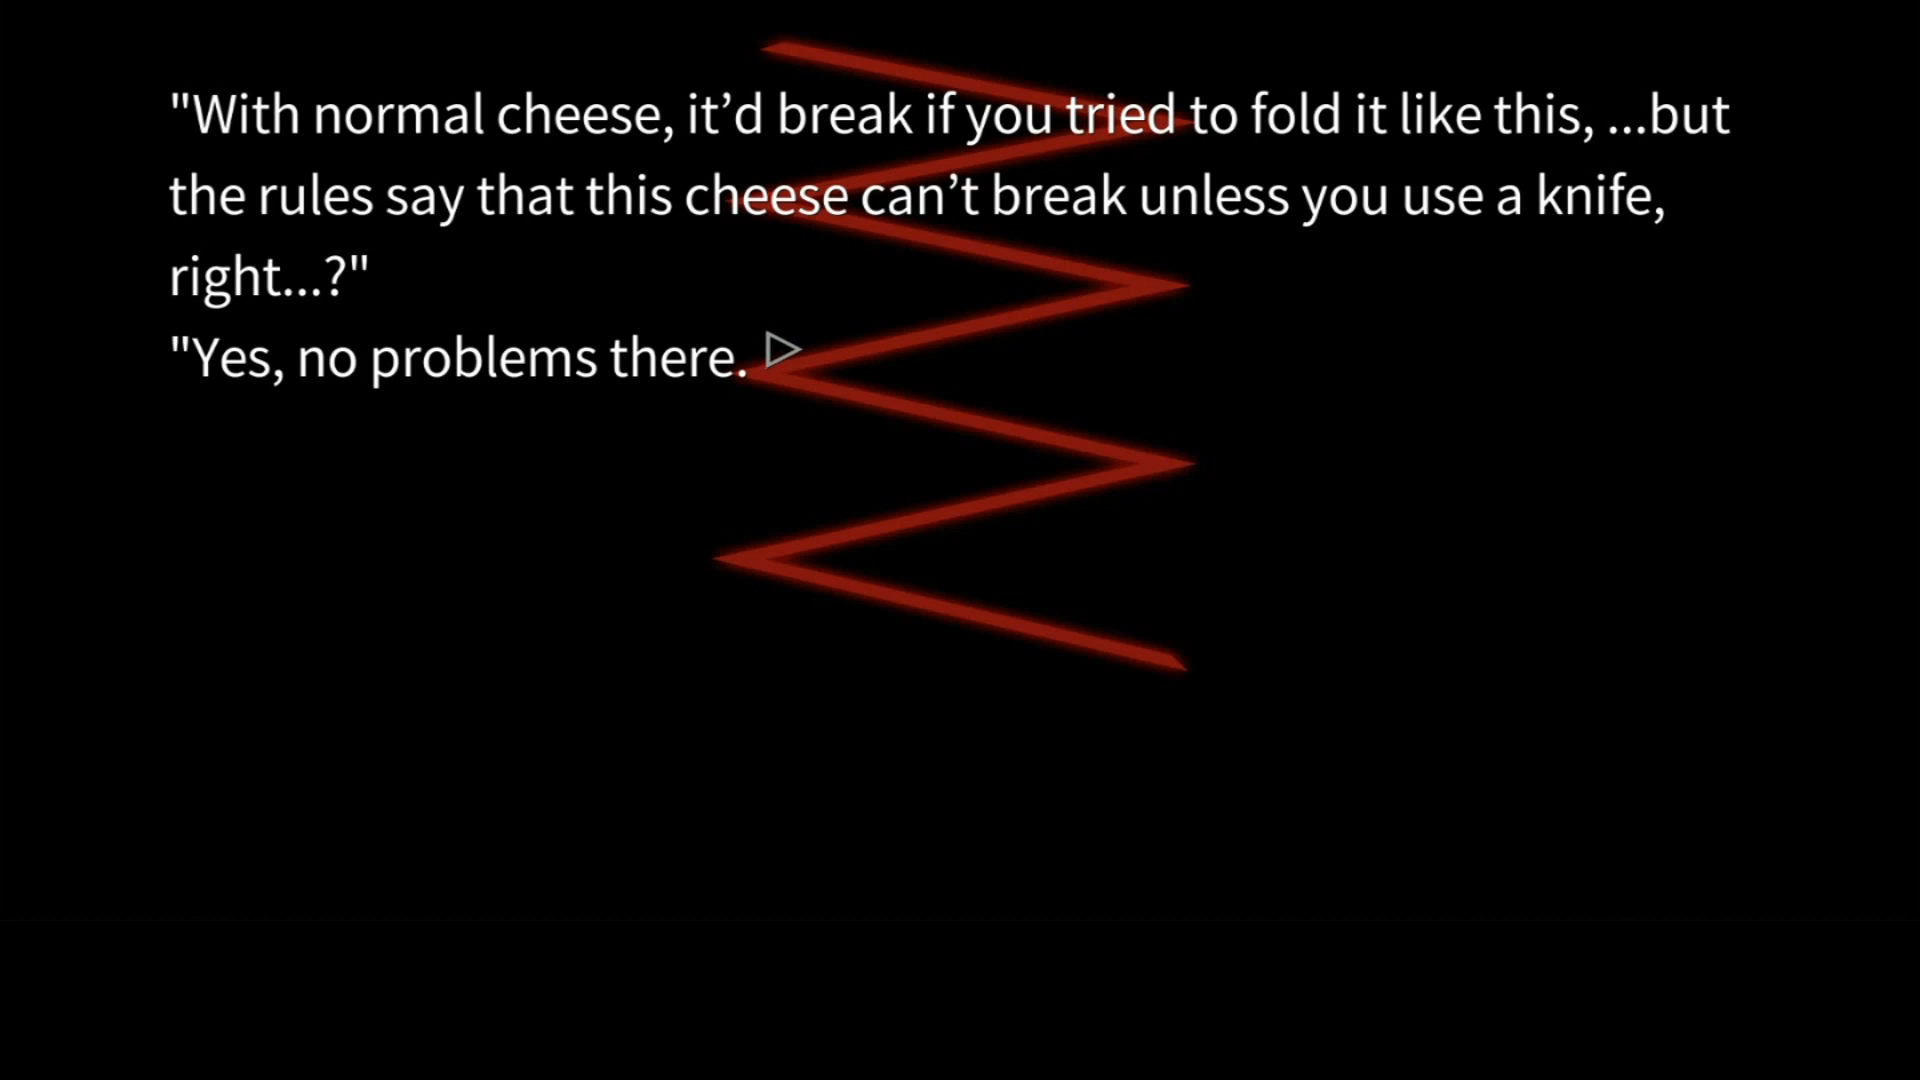 "With normal cheese, it’d break if you tried to fold it like this, ...but
the rules say that this cheese can’t break unless you use a knife,
right...?"
"Yes, no problems there.